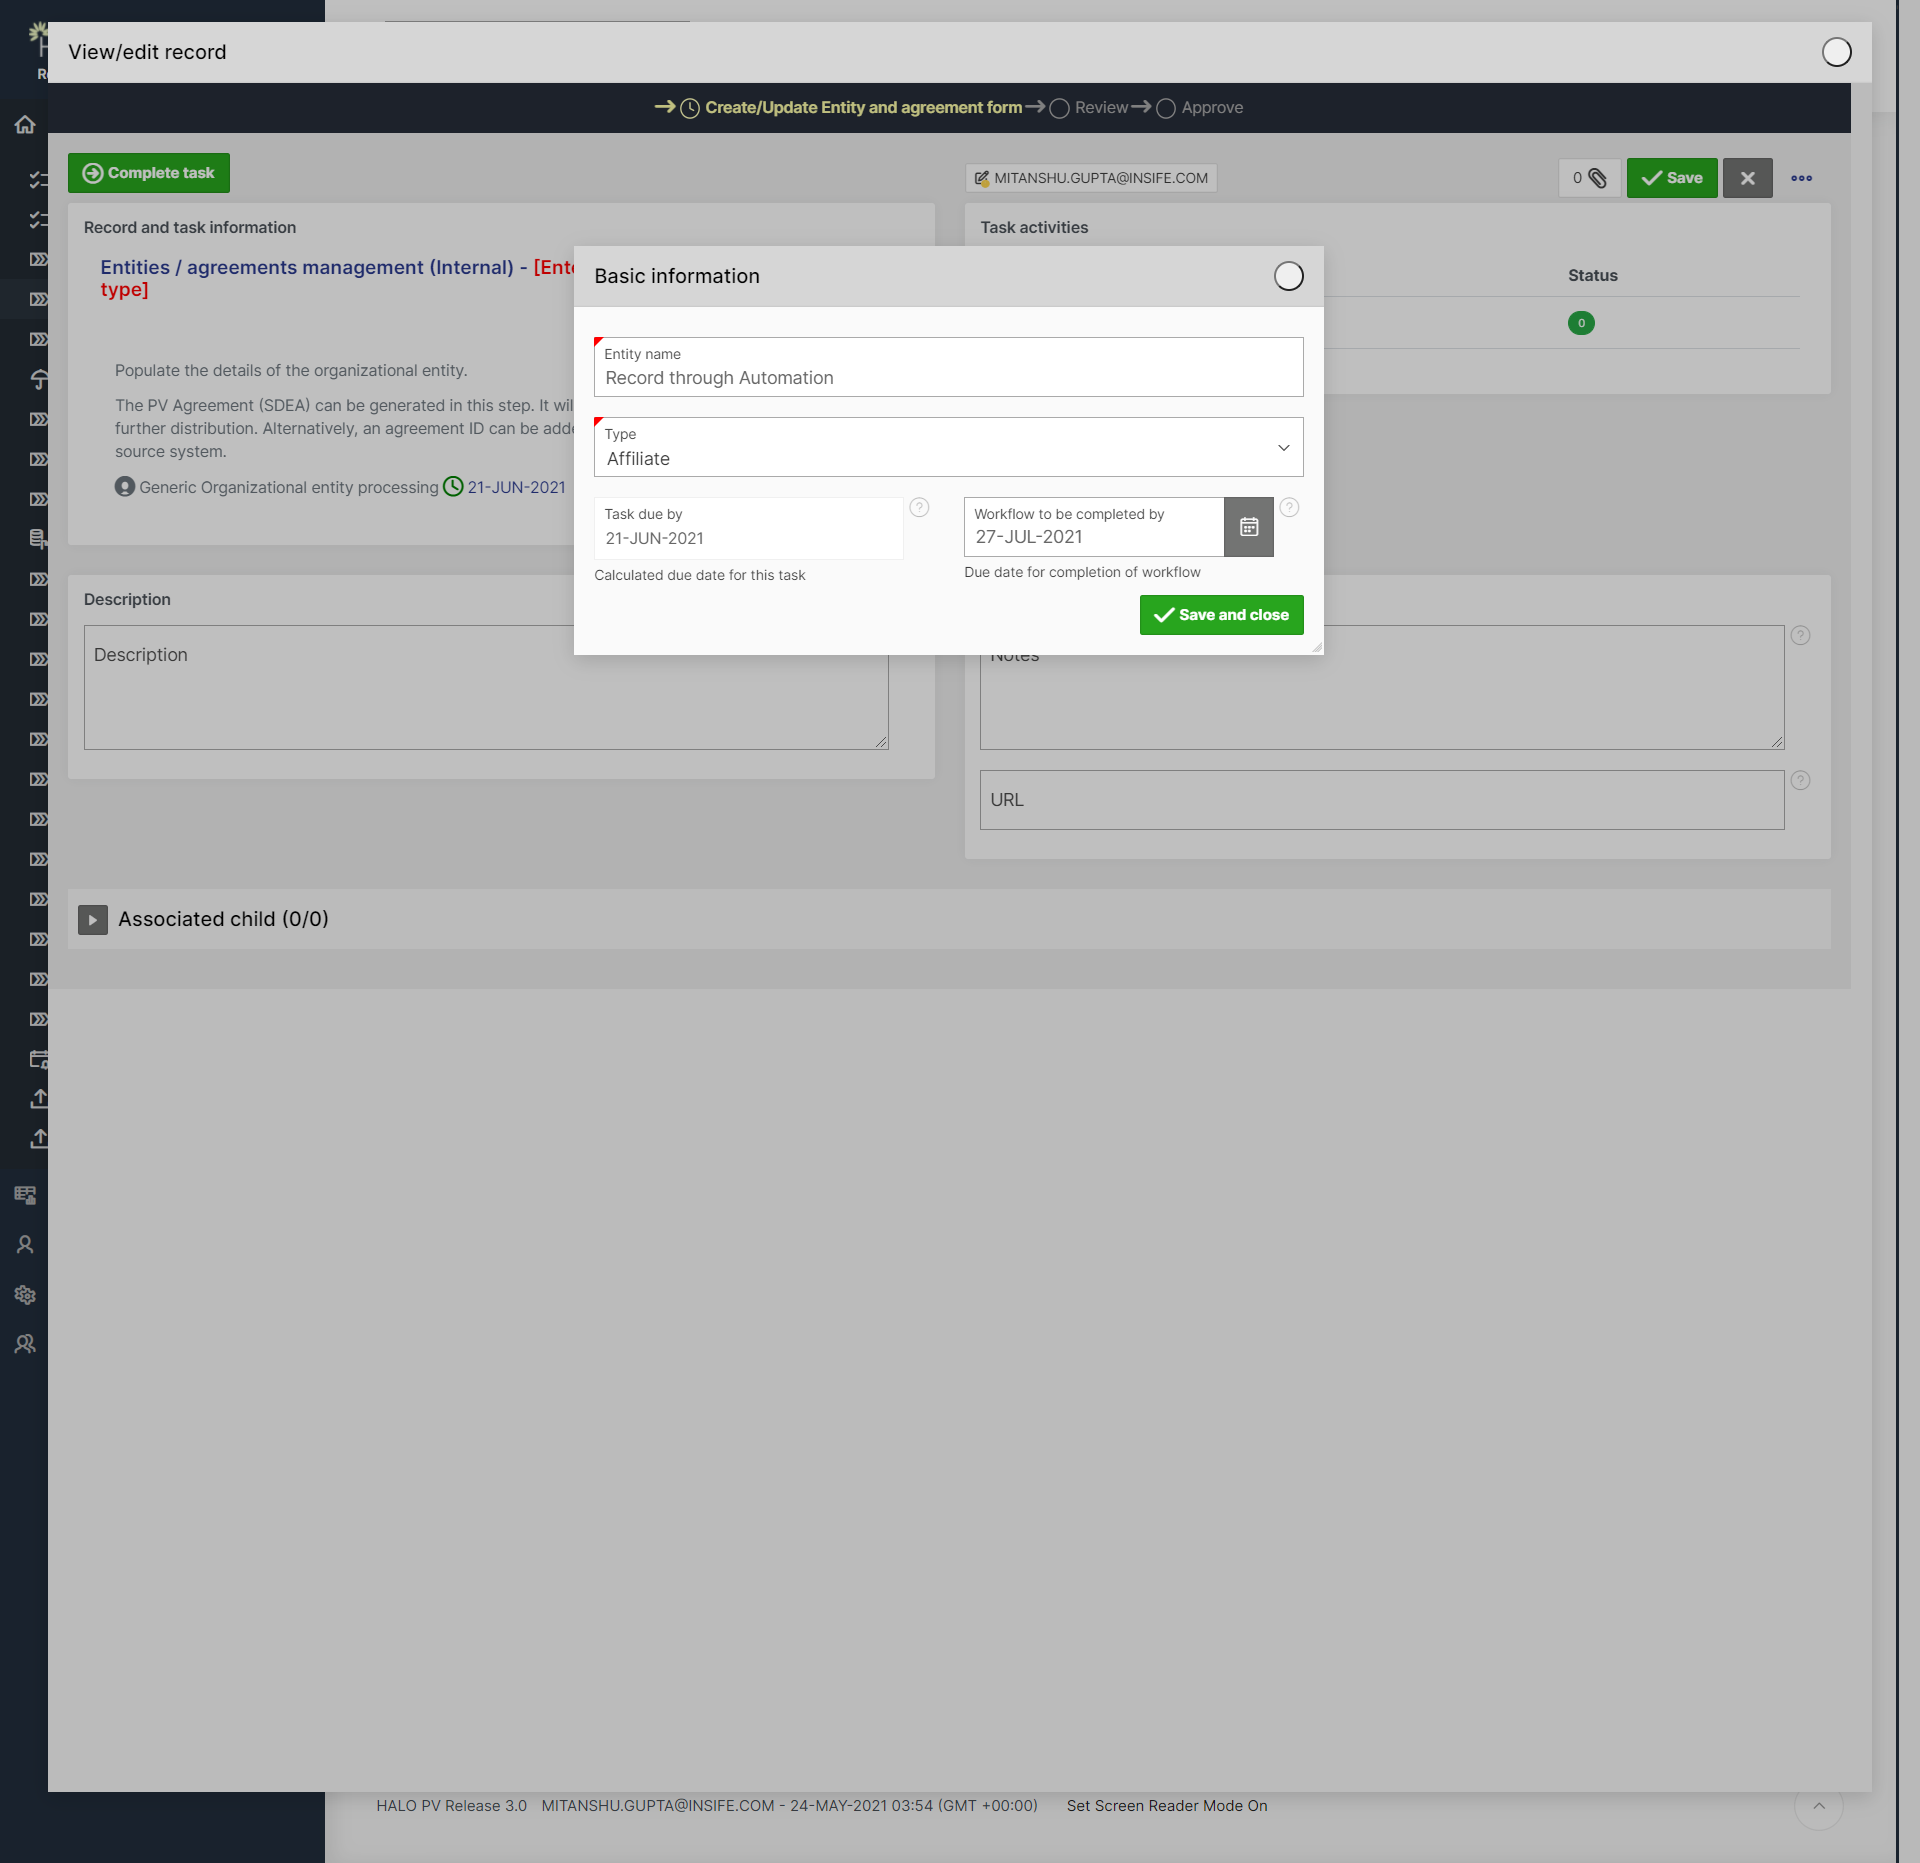 View/edit record
Create/Update Entity and agreement form Review Approve
Complete task
MITANSHU.GUPTA@INSIFE.COM
0
Save
Record and task information
Task activities
Entities / agreements management (Internal) - [Ente
type]
Status
0
Populate the details of the organizational entity.
The PV Agreement (SDEA) can be generated in this step. It wil
further distribution. Alternatively, an agreement ID can be adde
source system.
Generic Organizational entity processing 21-JUN-2021
Basic information
Entity name
Record through Automation
Type
Affiliate
Task due by
21-JUN-2021
?
Calculated due date for this task
Workflow to be completed by
27-JUL-2021
?
Due date for completion of workflow
Save and close
Description
Description
Notes
?
URL
?
Associated child (0/0)
HALO PV Release 3.0 MITANSHU.GUPTA@INSIFE.COM - 24-MAY-2021 03:54 (GMT +00:00) Set Screen Reader Mode On